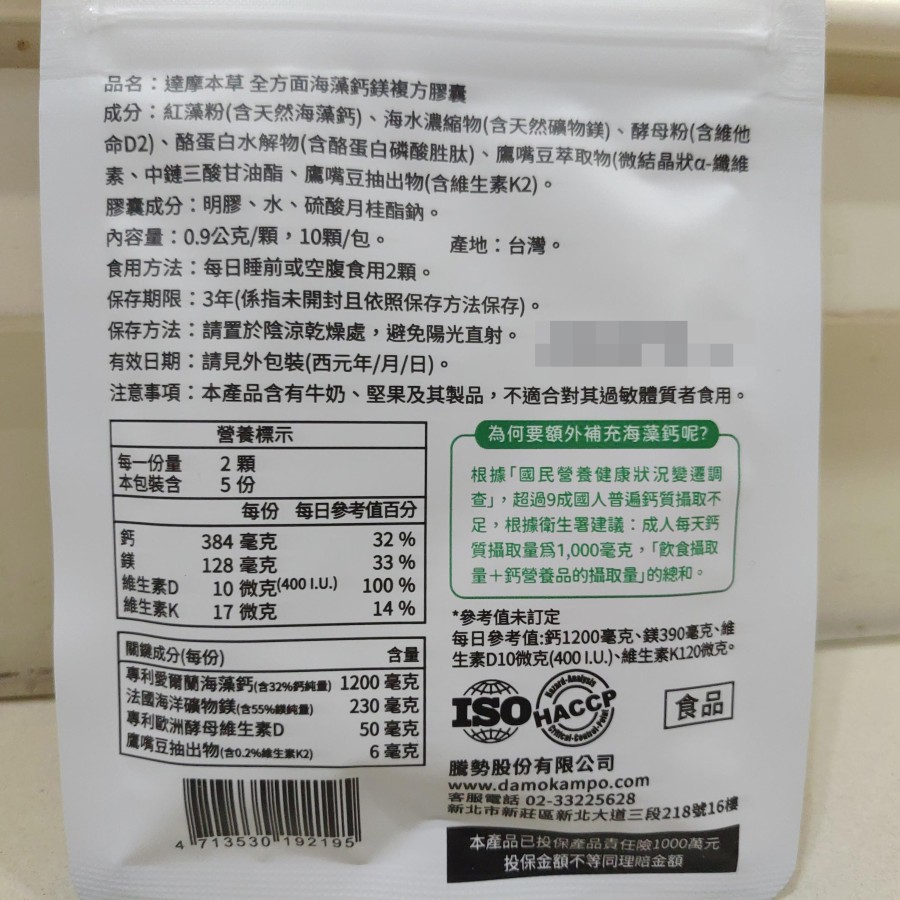 品名：達摩本草 全方面海藻鈣鎂複方膠囊
成分：紅藻粉(含天然海藻鈣)、海水濃縮物(含天然礦物鎂)、酵母粉(含維他
命D2)、酪蛋白水解物(含酪蛋白磷酸胜肽)、鷹嘴豆萃取物(微結晶狀α-纖維
素、中鏈三酸甘油酯、鷹嘴豆抽出物(含維生素K2)。
膠囊成分：明膠、水、硫酸月桂酯鈉。
內容量：0.9公克/顆，10顆/包。 產地：台灣。
食用方法：每日睡前或空腹食用2顆。
保存期限：3年(係指未開封且依照保存方法保存)。
保存方法：請置於陰涼乾燥處，避免陽光直射。
有效日期：請見外包裝(西元年/月/日)。
注意事項：本產品含有牛奶、堅果及其製品，不適合對其過敏體質者食用。
營養標示
每一份量 2 顆
本包裝含 5 份
每份 每日參考值百分
鈣 384 毫克 32 %
鎂 128 毫克 33 %
維生素D 10 微克(400 I.U.) 100 %
維生素K 17 微克 14 %
關鍵成分(每份) 含量
專利愛爾蘭海藻鈣(含32%鈣純量) 1200 毫克
法國海洋礦物鎂(含55%鎂純量) 230 毫克
專利歐洲酵母維生素D 50 毫克
鷹嘴豆抽出物(含0.2%維生素K2) 6 毫克
4 713530 192195
為何要額外補充海藻鈣呢?
根據「國民營養健康狀況變遷調
查」，超過9成國人普遍鈣質攝取不
足，根據衛生署建議：成人每天鈣
質攝取量為1,000毫克，「飲食攝取
量＋鈣營養品的攝取量」的總和。
*參考值未訂定
每日參考值:鈣1200毫克、鎂390毫克、維
生素D10微克(400 I.U.)、維生素K120微克。
ISO
Hazard-Analysis
HACCP
Critical-Control-Point
食品
騰勢股份有限公司
www.damokampo.com
客服電話 02-33225628
新北市新莊區新北大道三段218號16樓
本產品已投保產品責任險1000萬元
投保金額不等同理賠金額